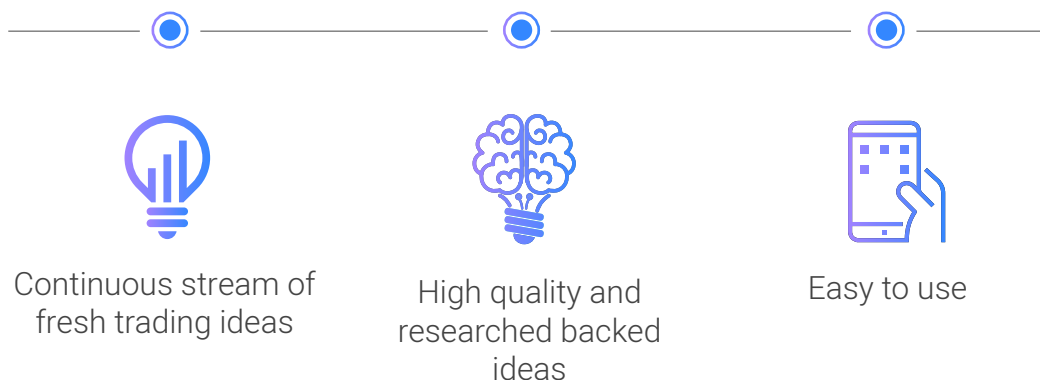 Continuous stream of
fresh trading ideas
High quality and
researched backed
ideas
Easy to use